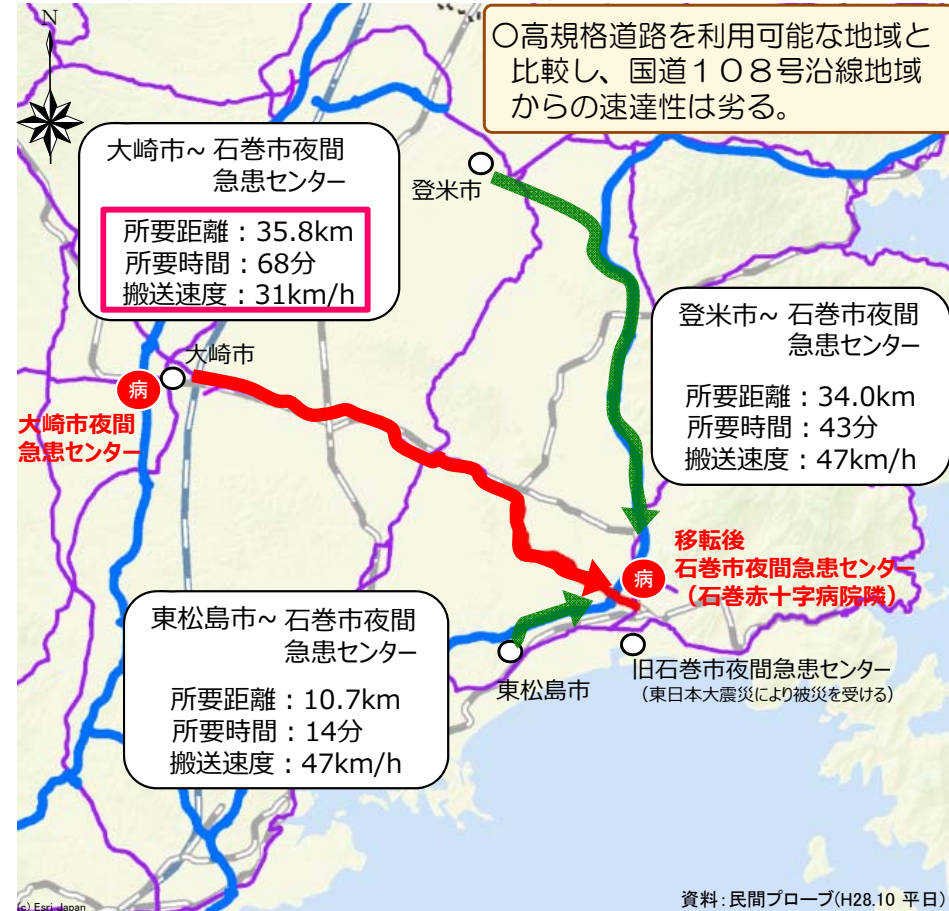 N
○高規格道路を利用可能な地域と
比較し、国道１０８号沿線地域
からの速達性は劣る。
大崎市~ 石巻市夜間
急患センター
所要距離：35.8km
所要時間：68分
搬送速度：31km/h
登米市
登米市~ 石巻市夜間
急患センター
所要距離：34.0km
所要時間：43分
搬送速度：47km/h
大崎市
病
大崎市夜間
急患センター
移転後
石巻市夜間急患センター
（石巻赤十字病院隣）
病
東松島市~ 石巻市夜間
急患センター
所要距離：10.7km
所要時間：14分
搬送速度：47km/h
東松島市
旧石巻市夜間急患センター
（東日本大震災により被災を受ける）
資料：民間プローブ(H28.10 平日)
(c) Esri Japan